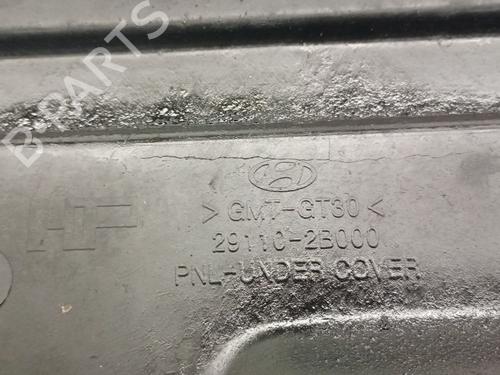 B-PARTS
> GMT-GT30 <
29110-2B000
PNL-UNDER COVER